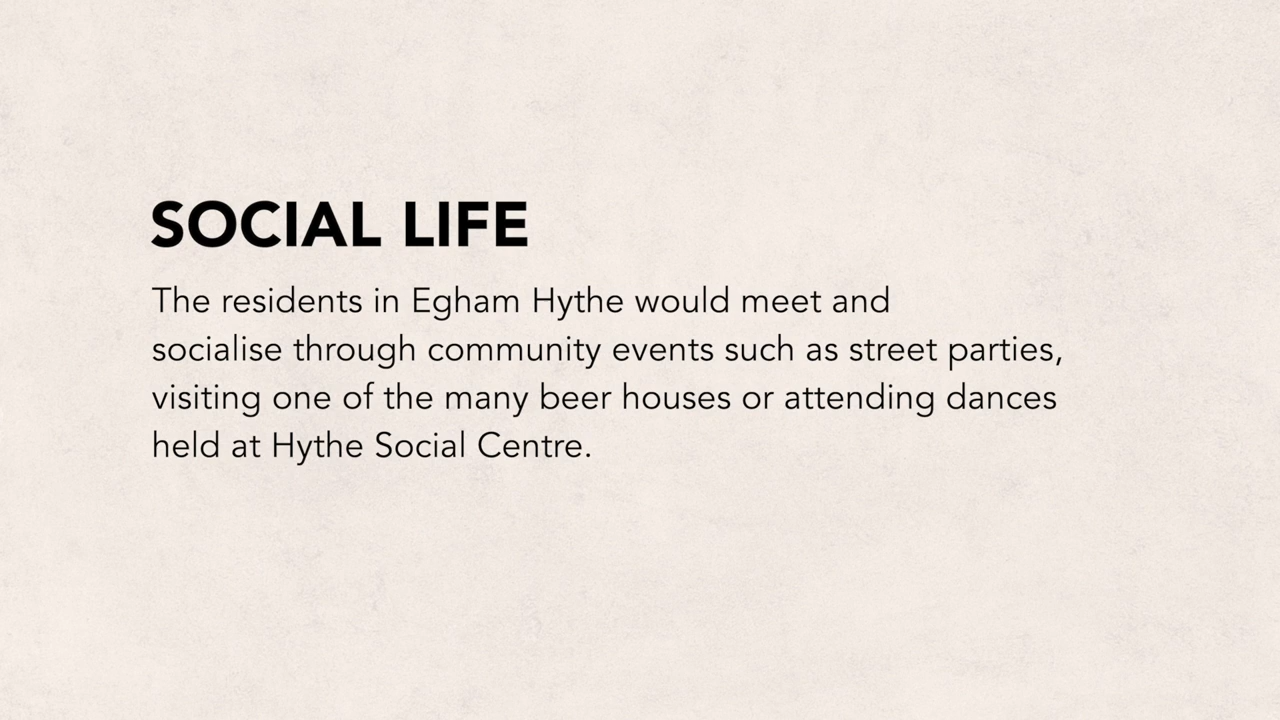 SOCIAL LIFE
The residents in Egham Hythe would meet and
socialise through community events such as street parties,
visiting one of the many beer houses or attending dances
held at Hythe Social Centre.